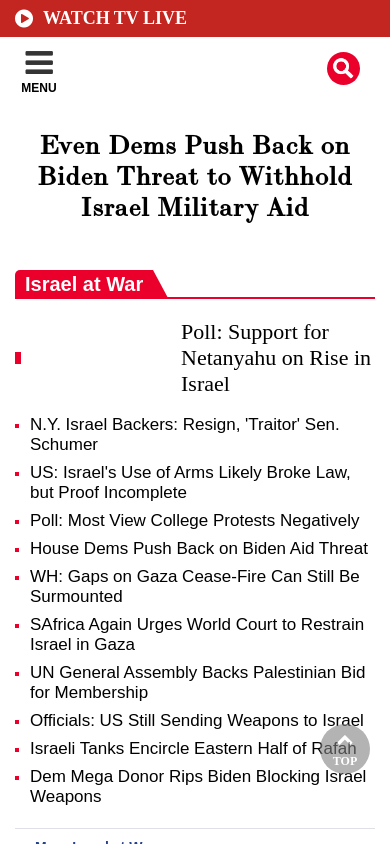 WATCH TV LIVE
MENU
Even Dems Push Back on
Biden Threat to Withhold
Israel Military Aid
Israel at War
Poll: Support for
Netanyahu on Rise in
Israel
N.Y. Israel Backers: Resign, 'Traitor' Sen.
Schumer
US: Israel's Use of Arms Likely Broke Law,
but Proof Incomplete
Poll: Most View College Protests Negatively
House Dems Push Back on Biden Aid Threat
WH: Gaps on Gaza Cease-Fire Can Still Be
Surmounted
SAfrica Again Urges World Court to Restrain
Israel in Gaza
UN General Assembly Backs Palestinian Bid
for Membership
Officials: US Still Sending Weapons to Israel
Israeli Tanks Encircle Eastern Half of Rafah
TOP
Dem Mega Donor Rips Biden Blocking Israel
Weapons